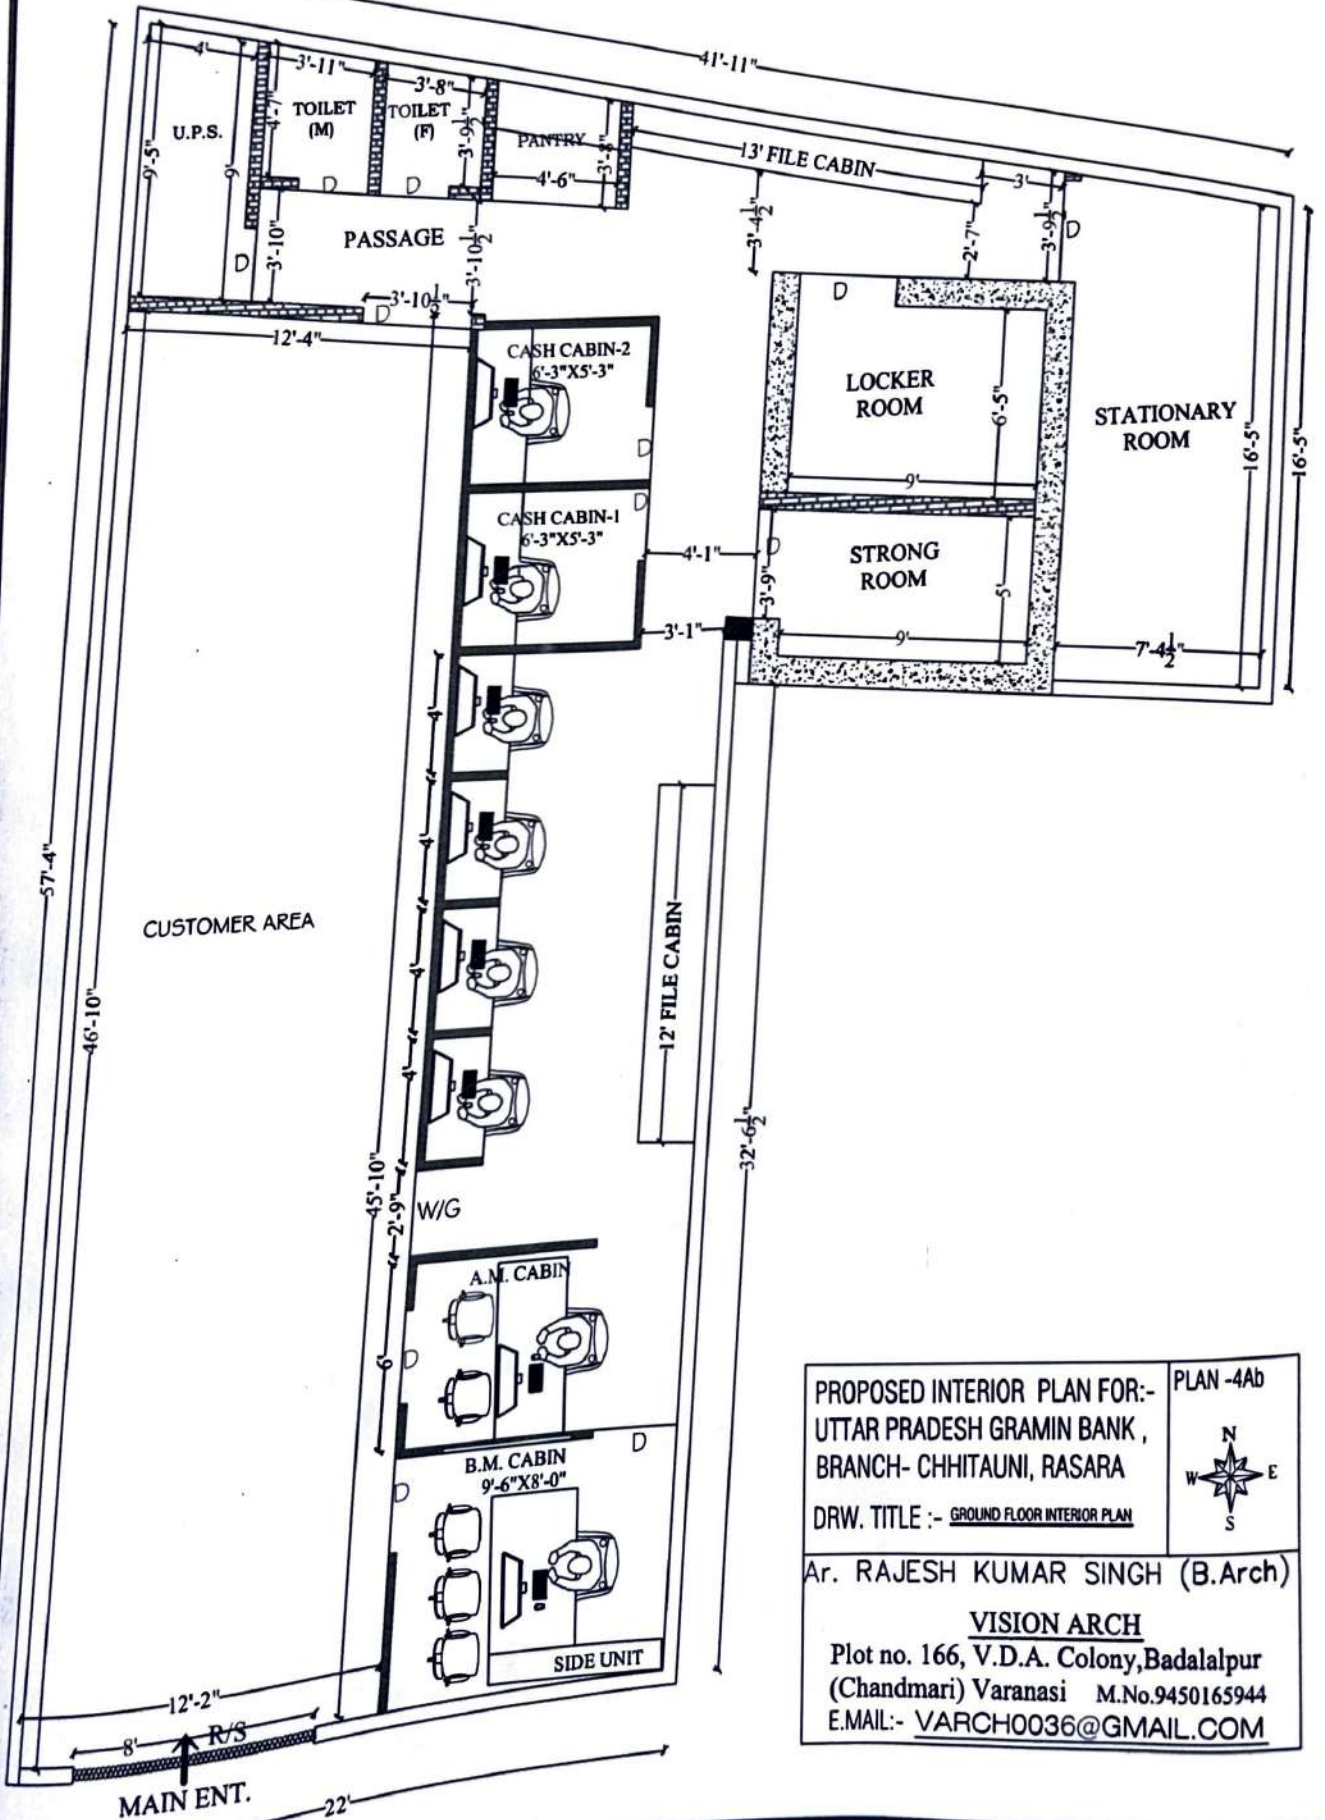 41'-11"
4'
3'-11"
3'-8"
U.P.S.
TOILET
(M)
TOILET
(F)
PANTRY
4'-7"
3'-9½"
3'-8"
4'-6"
13' FILE CABIN
3'
9'-5"
9'
3'-10"
PASSAGE
3'-10½"
3'-4½"
2'-7"
3'-9½"
D
D
D
D
D
D
3'-10½"
12'-4"
CASH CABIN-2
6'-3"X5'-3"
D
LOCKER
ROOM
6'-5"
9'
STATIONARY
ROOM
16'-5"
16'-5"
D
CASH CABIN-1
6'-3"X5'-3"
4'-1"
D
STRONG
ROOM
3'-9"
5'
9'
3'-1"
7'-4½"
4'
4'
4'
4'
57'-4"
46'-10"
CUSTOMER AREA
12' FILE CABIN
32'-6½"
45'-10"
2'-9"
W/G
A.M. CABIN
6'
D
B.M. CABIN
9'-6"X8'-0"
D
D
SIDE UNIT
12'-2"
8'
R/S
MAIN ENT.
22'
PROPOSED INTERIOR PLAN FOR:-
UTTAR PRADESH GRAMIN BANK ,
BRANCH- CHHITAUNI, RASARA
DRW. TITLE :- GROUND FLOOR INTERIOR PLAN
PLAN -4Ab
N
W
E
S
Ar. RAJESH KUMAR SINGH (B.Arch)
VISION ARCH
Plot no. 166, V.D.A. Colony,Badalalpur
(Chandmari) Varanasi M.No.9450165944
E.MAIL:- VARCH0036@GMAIL.COM